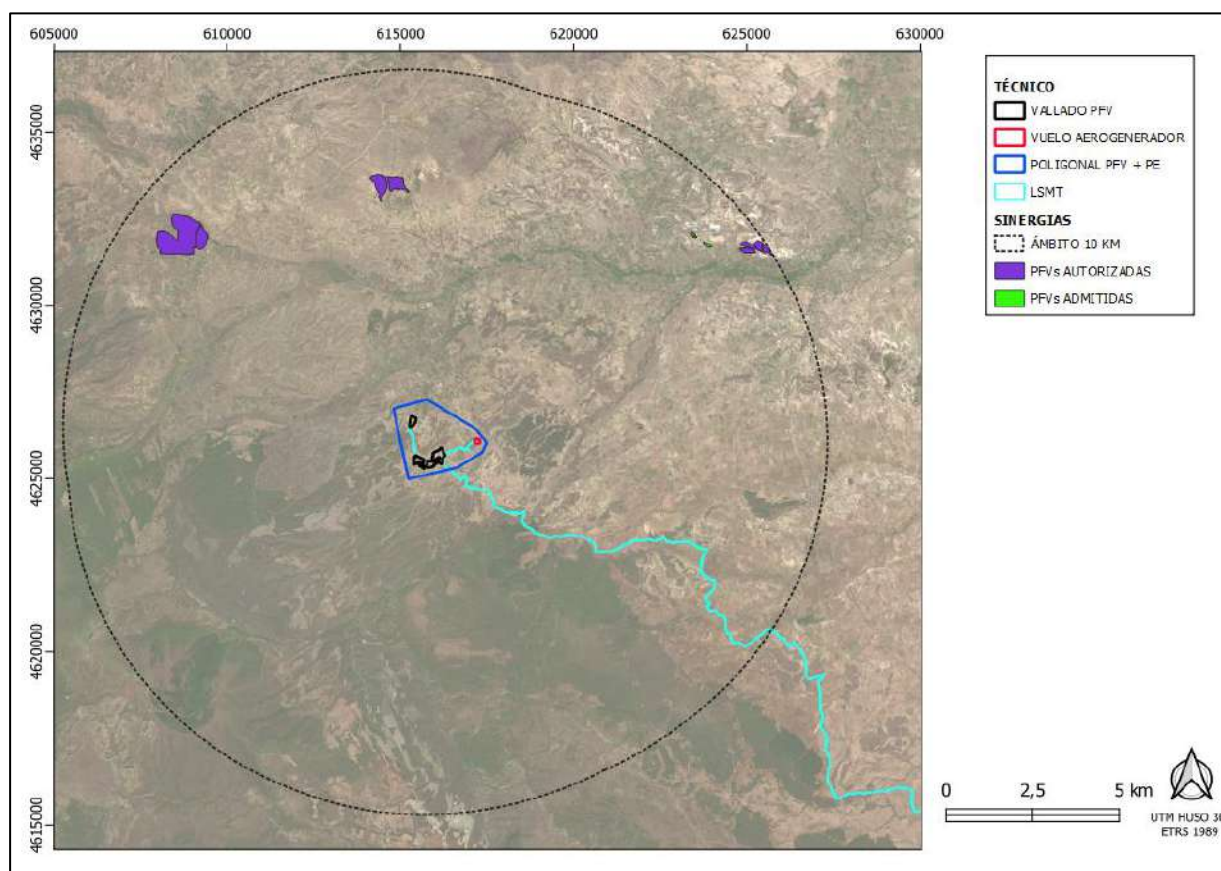 605000 610000 615000 620000 625000 630000
4635000
4630000
4625000
4620000
4615000
TÉCNICO
VALLADO PFV
VUELO AEROGENERADOR
POLIGONAL PFV + PE
LSMT
SINERGIAS
ÁMBITO 10 KM
PFVs AUTORIZADAS
PFVs ADMITIDAS
0 2,5 5 km
UTM HUSO 3
ETRS 1989